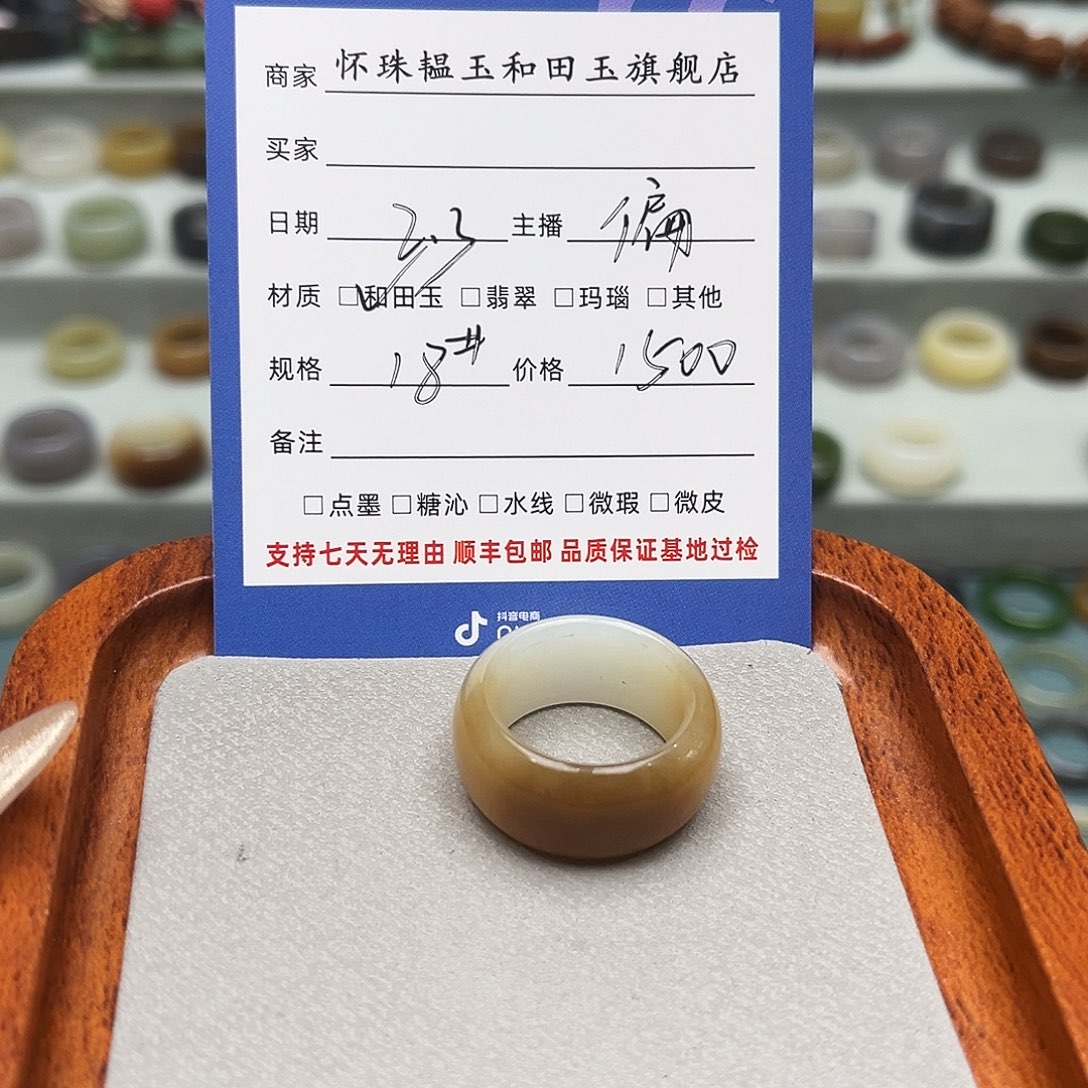 商家 怀珠韫玉和田玉旗舰店
买家
日期 2.3 主播 偏
材质 ☑和田玉 □翡翠 □玛瑙 □其他
规格 18# 价格 1500
备注
□点墨 □糖沁 □水线 □微瑕 □微皮
支持七天无理由 顺丰包邮 品质保证基地过检
抖音电商